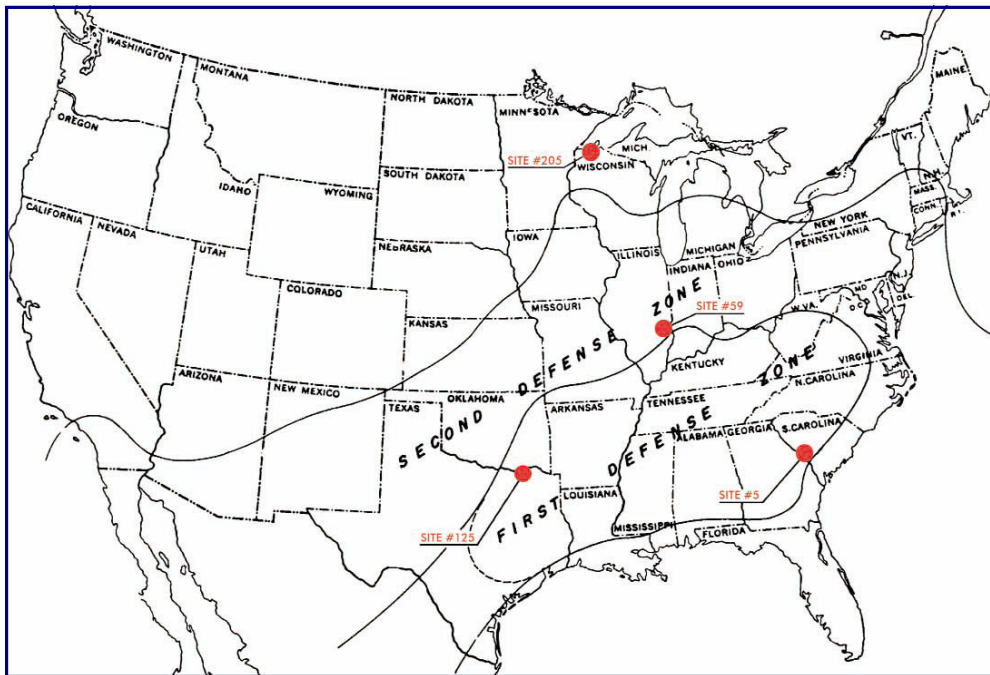 WASHINGTON
MONTANA
NORTH DAKOTA
MINNESOTA
MAINE
OREGON
MICH.
VT.
SITE #205
WISCONSIN
SOUTH DAKOTA
N.H.
IDAHO
WYOMING
MASS.
CONN.
R.I.
CALIFORNIA
NEVADA
NEW YORK
IOWA
UTAH
NEBRASKA
ILLINOIS
MICHIGAN
PENNSYLVANIA
INDIANA
OHIO
N.J.
COLORADO
MD
DEL
D.C.
W.VA.
MISSOURI
SITE #59
KANSAS
SECOND DEFENSE ZONE
KENTUCKY
VIRGINIA
ARIZONA
NEW MEXICO
OKLAHOMA
TEXAS
ARKANSAS
TENNESSEE
N.CAROLINA
FIRST DEFENSE ZONE
S.CAROLINA
ALABAMA
GEORGIA
LOUISIANA
SITE #5
MISSISSIPPI
FLORIDA
SITE #125